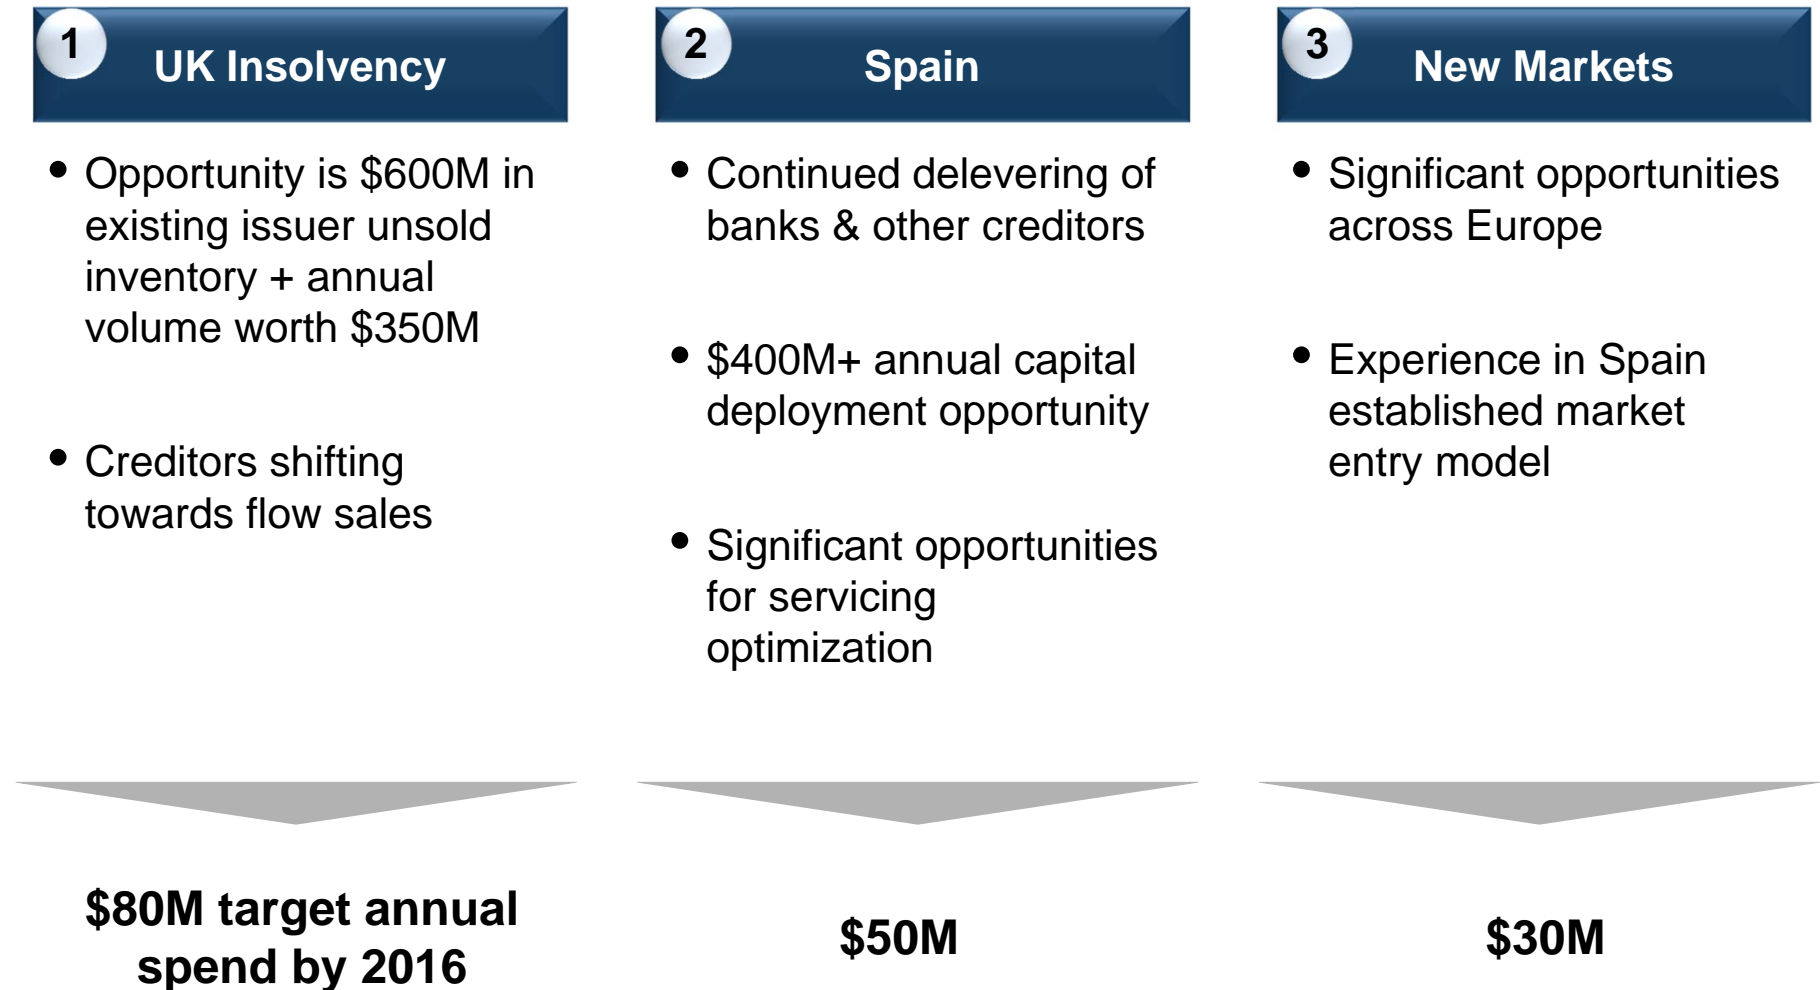 1
UK Insolvency
• Opportunity is $600M in
existing issuer unsold
inventory + annual
volume worth $350M
• Creditors shifting
towards flow sales
$80M target annual
spend by 2016
2
Spain
• Continued delevering of
banks & other creditors
• $400M+ annual capital
deployment opportunity
• Significant opportunities
for servicing
optimization
$50M
3
New Markets
• Significant opportunities
across Europe
• Experience in Spain
established market
entry model
$30M